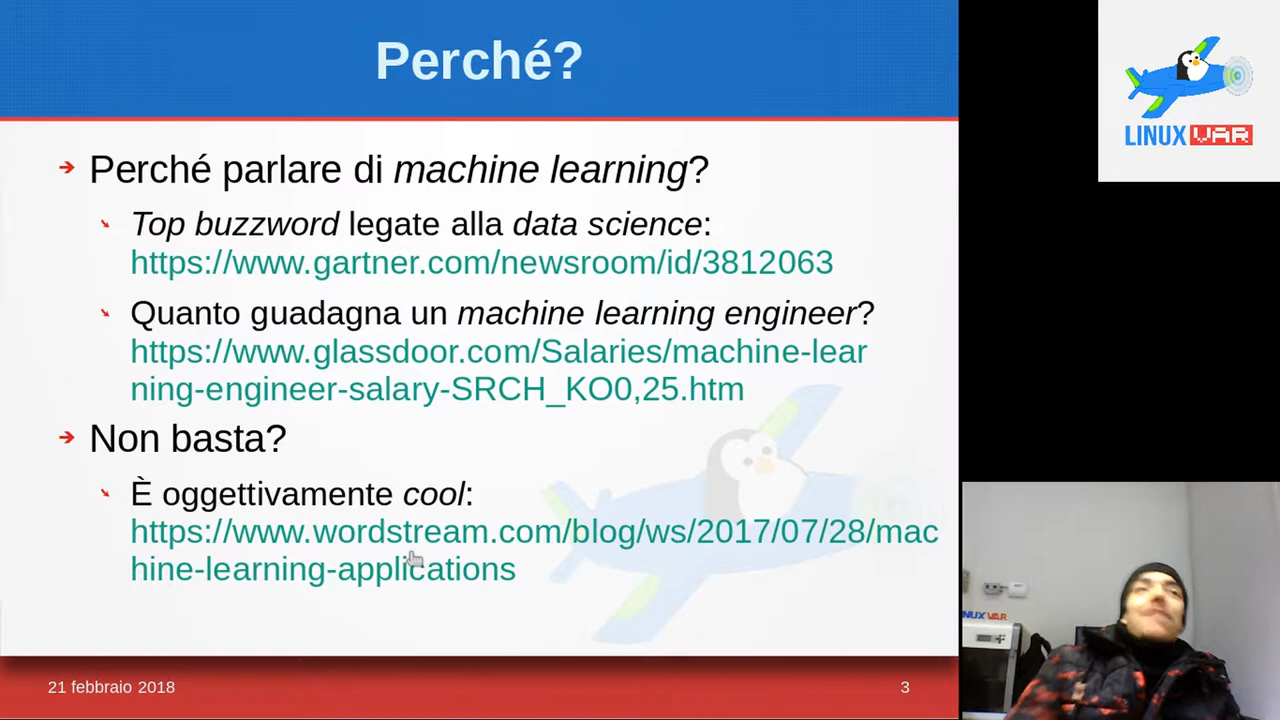 Perché?
LINUX VAR
Perché parlare di machine learning?
Top buzzword legate alla data science:
https://www.gartner.com/newsroom/id/3812063
Quanto guadagna un machine learning engineer?
https://www.glassdoor.com/Salaries/machine-lear
ning-engineer-salary-SRCH_KO0,25.htm
Non basta?
È oggettivamente cool:
https://www.wordstream.com/blog/ws/2017/07/28/mac
hine-learning-applications
NUX VAR
21 febbraio 2018
3